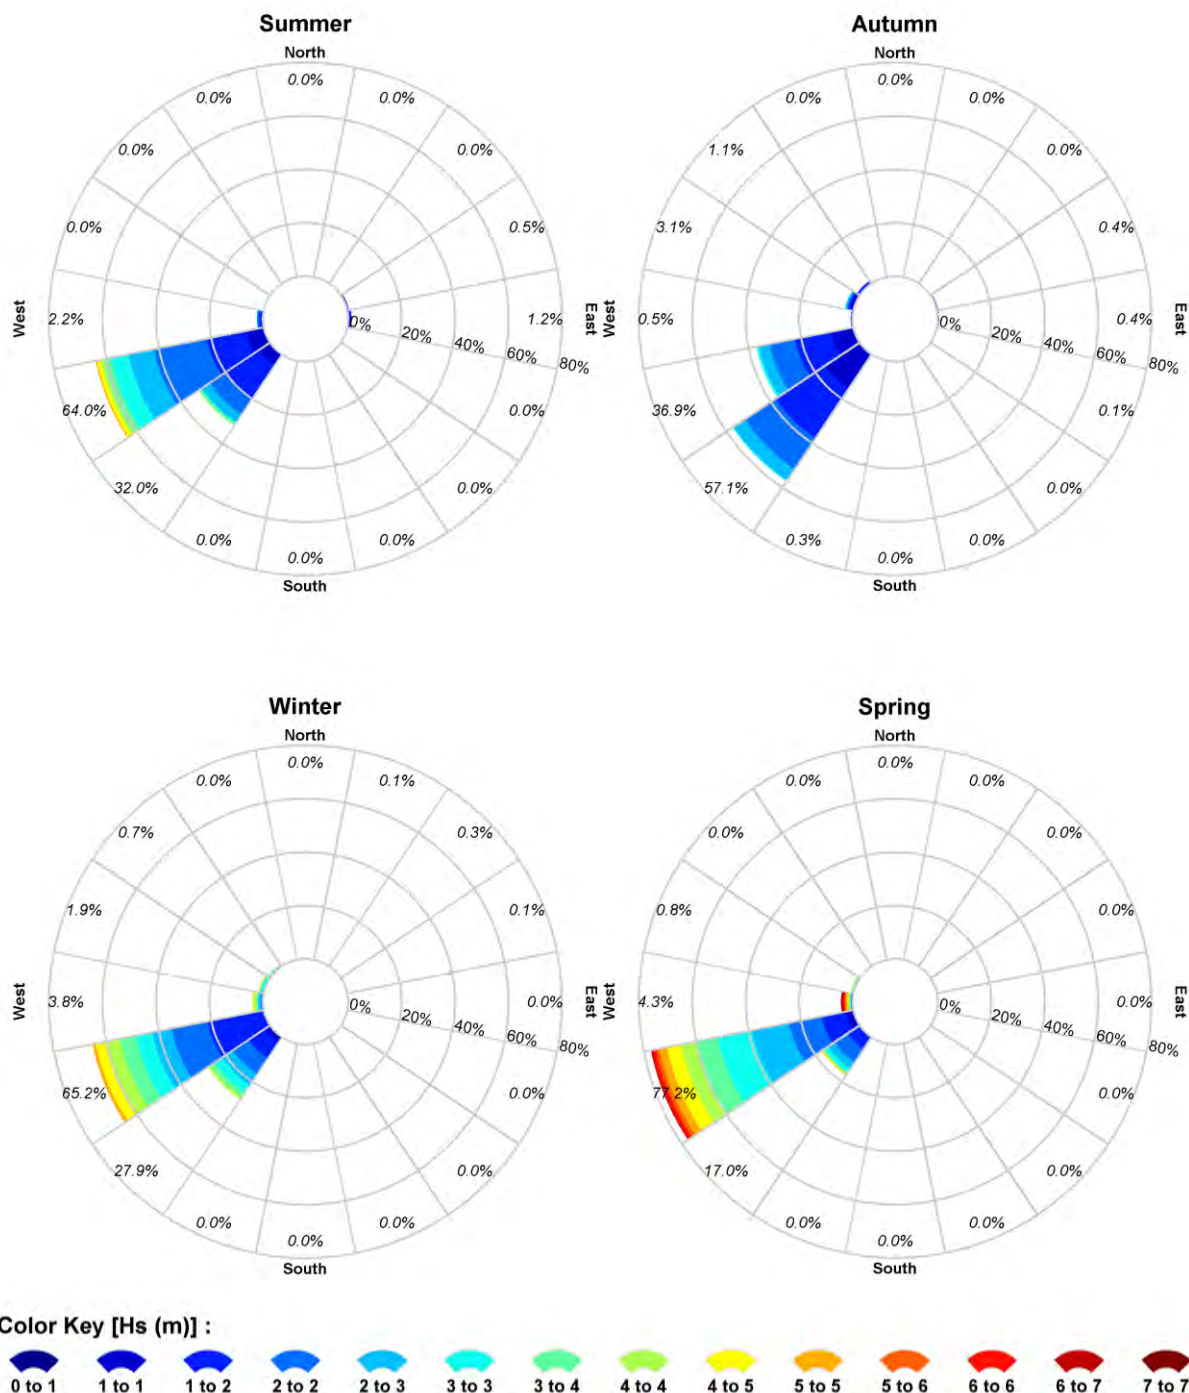 Summer
North
0.0%
0.0% 0.0%
0.0% 0.0%
0.0% 0.5%
West 2.2% 0% 20% 40% 60% 80% 1.2% East
64.0% 0.0%
32.0% 0.0%
0.0% 0.0%
0.0%
South
Autumn
North
0.0%
0.0% 0.0%
1.1% 0.0%
3.1% 0.4%
West 0.5% 0% 20% 40% 60% 80% 0.4% East
36.9% 0.1%
57.1% 0.0%
0.3% 0.0%
0.0%
South
Winter
North
0.0%
0.0% 0.1%
0.7% 0.3%
1.9% 0.1%
West 3.8% 0% 20% 40% 60% 80% 0.0% East
65.2% 0.0%
27.9% 0.0%
0.0% 0.0%
0.0%
South
Spring
North
0.0%
0.0% 0.0%
0.0% 0.0%
0.8% 0.0%
West 4.3% 0% 20% 40% 60% 80% 0.0% East
77.2% 0.0%
17.0% 0.0%
0.0% 0.0%
0.0%
South
Color Key [Hs (m)] :
0 to 1 1 to 1 1 to 2 2 to 2 2 to 3 3 to 3 3 to 4 4 to 4 4 to 5 5 to 5 5 to 6 6 to 6 6 to 7 7 to 7